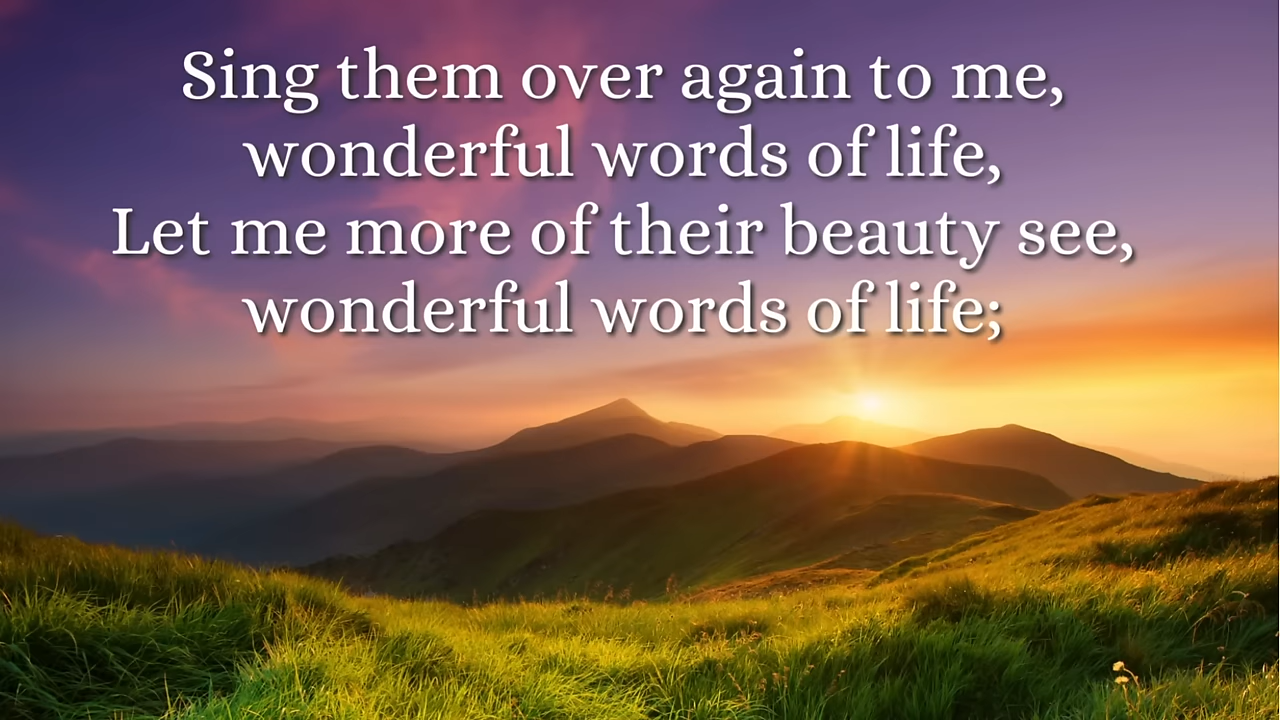 Sing them over again to me,
wonderful words of life,
Let me more of their beauty see,
wonderful words of life;